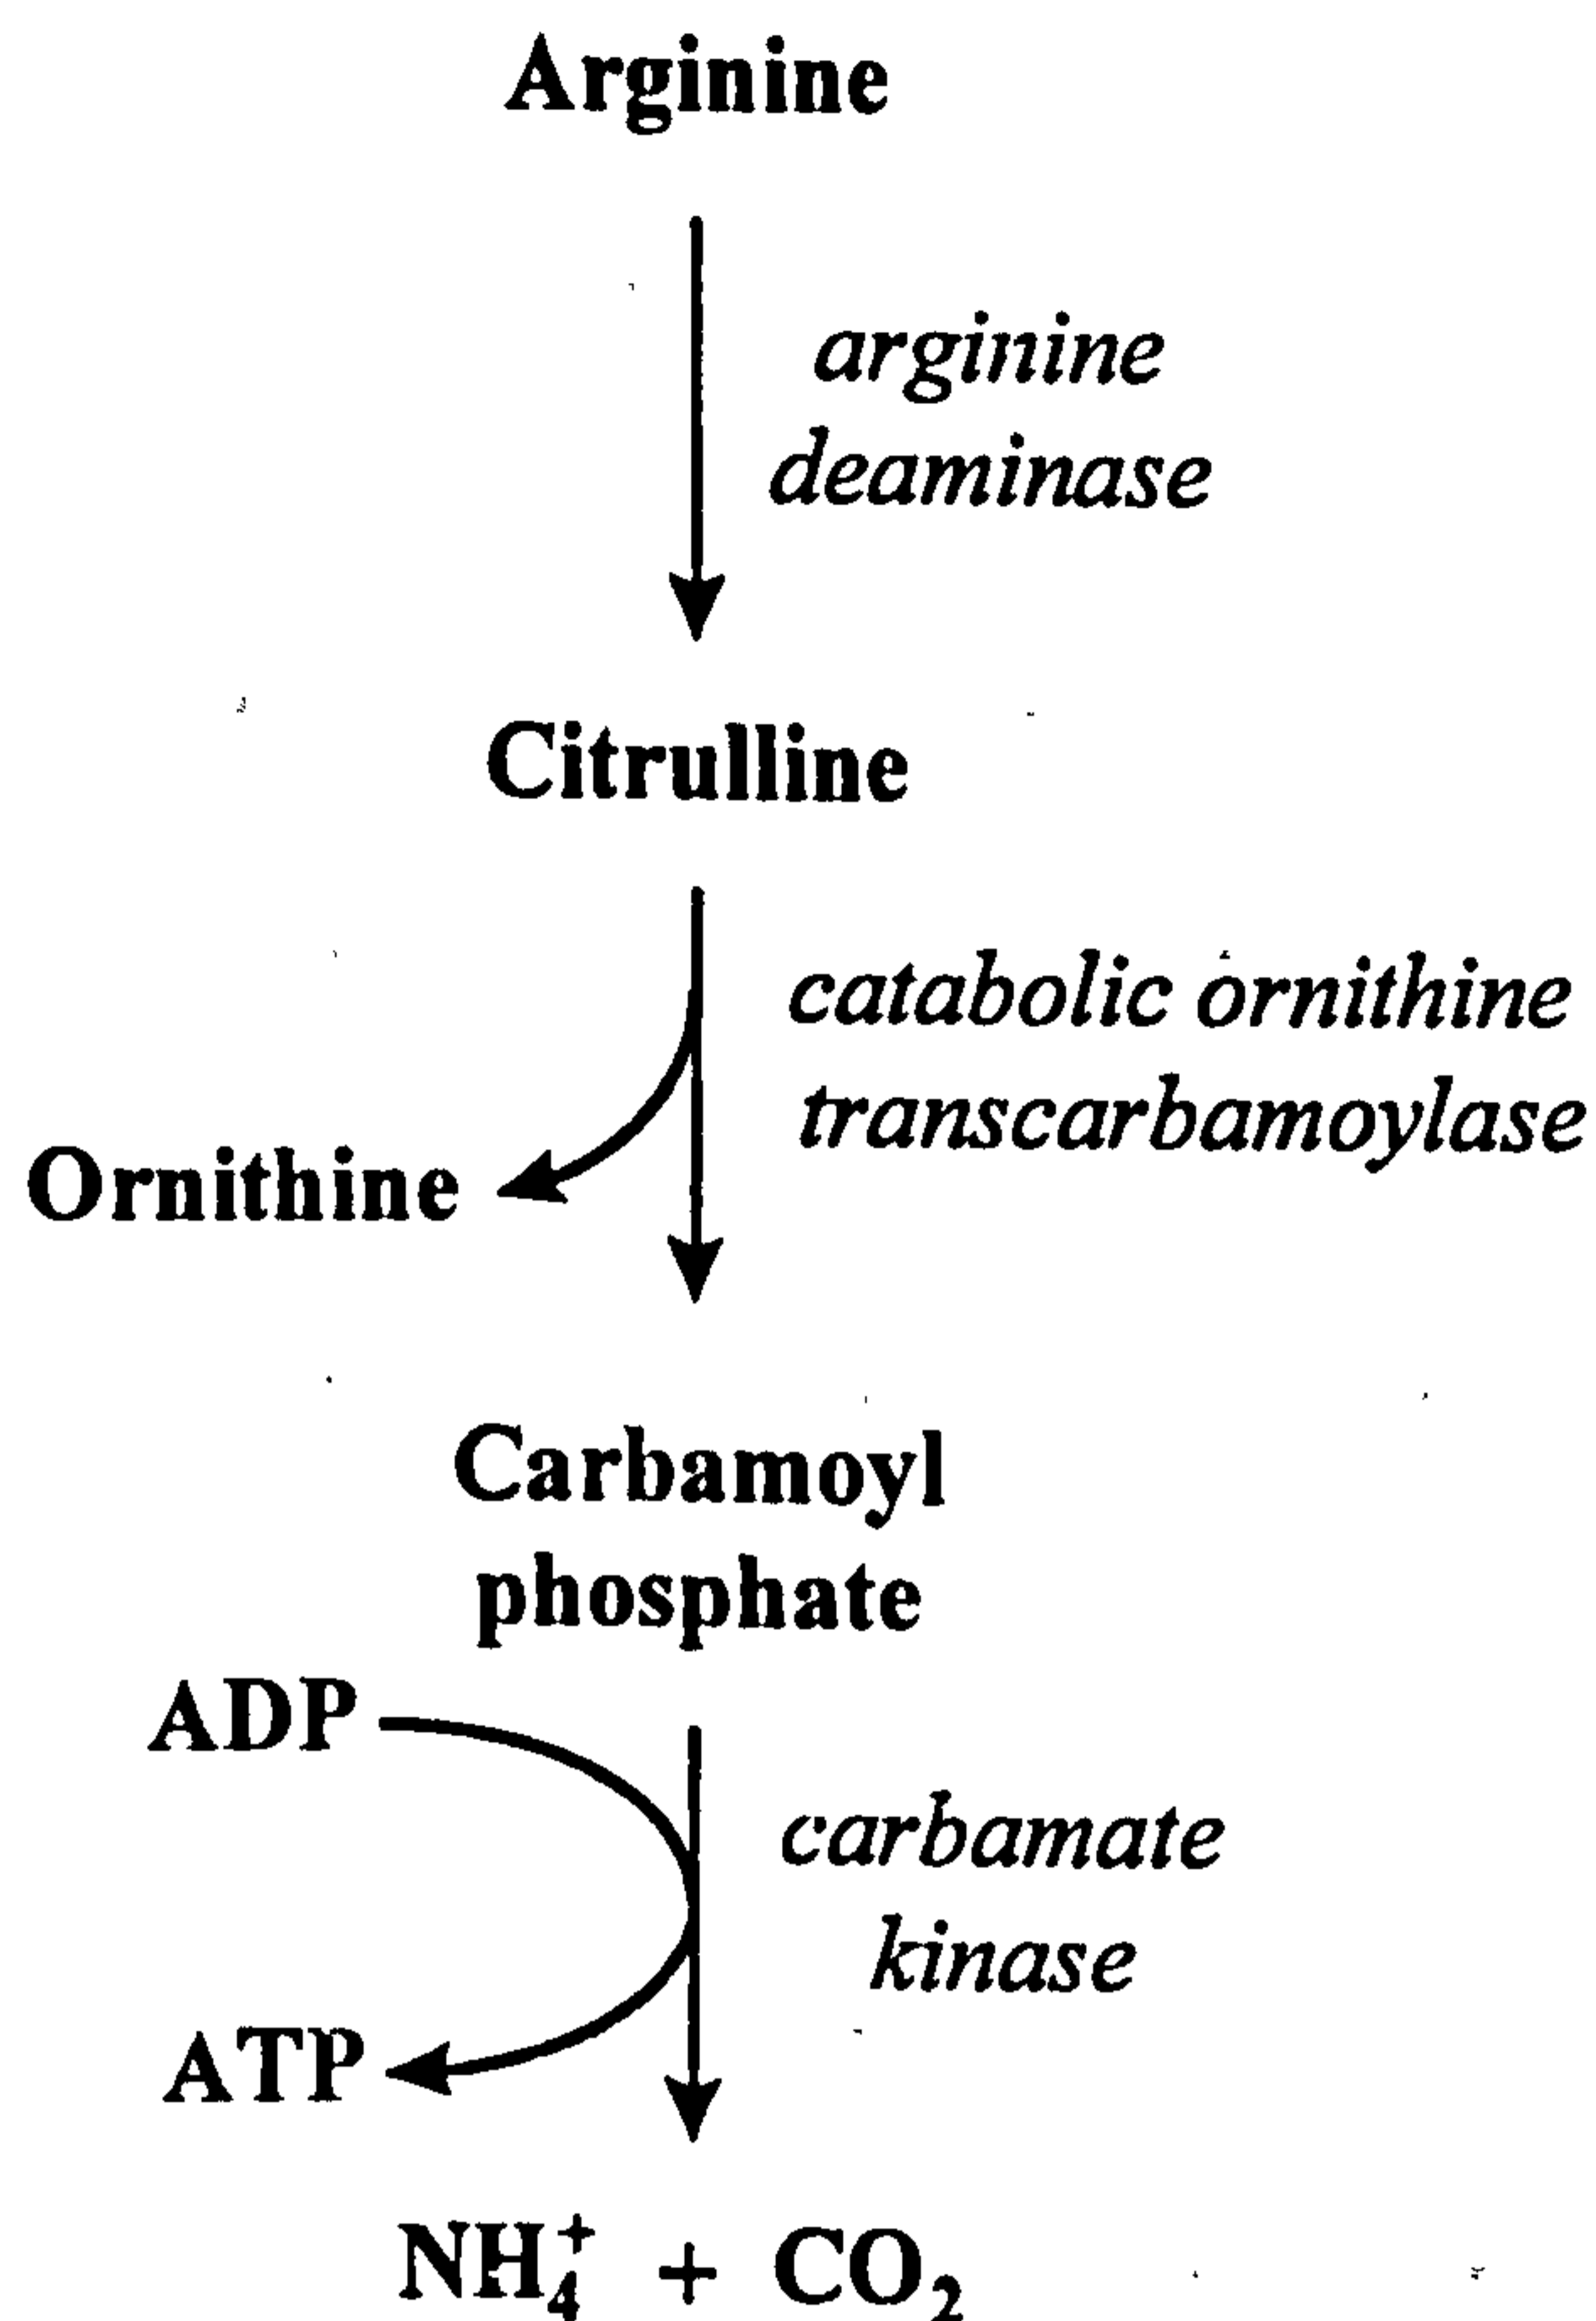 Arginine
arginine
deaminase
Citrulline
catabolic ornithine
transcarbamoylase
Ornithine
Carbamoyl
phosphate
ADP
carbamate
kinase
ATP
NH₄⁺ + CO₂